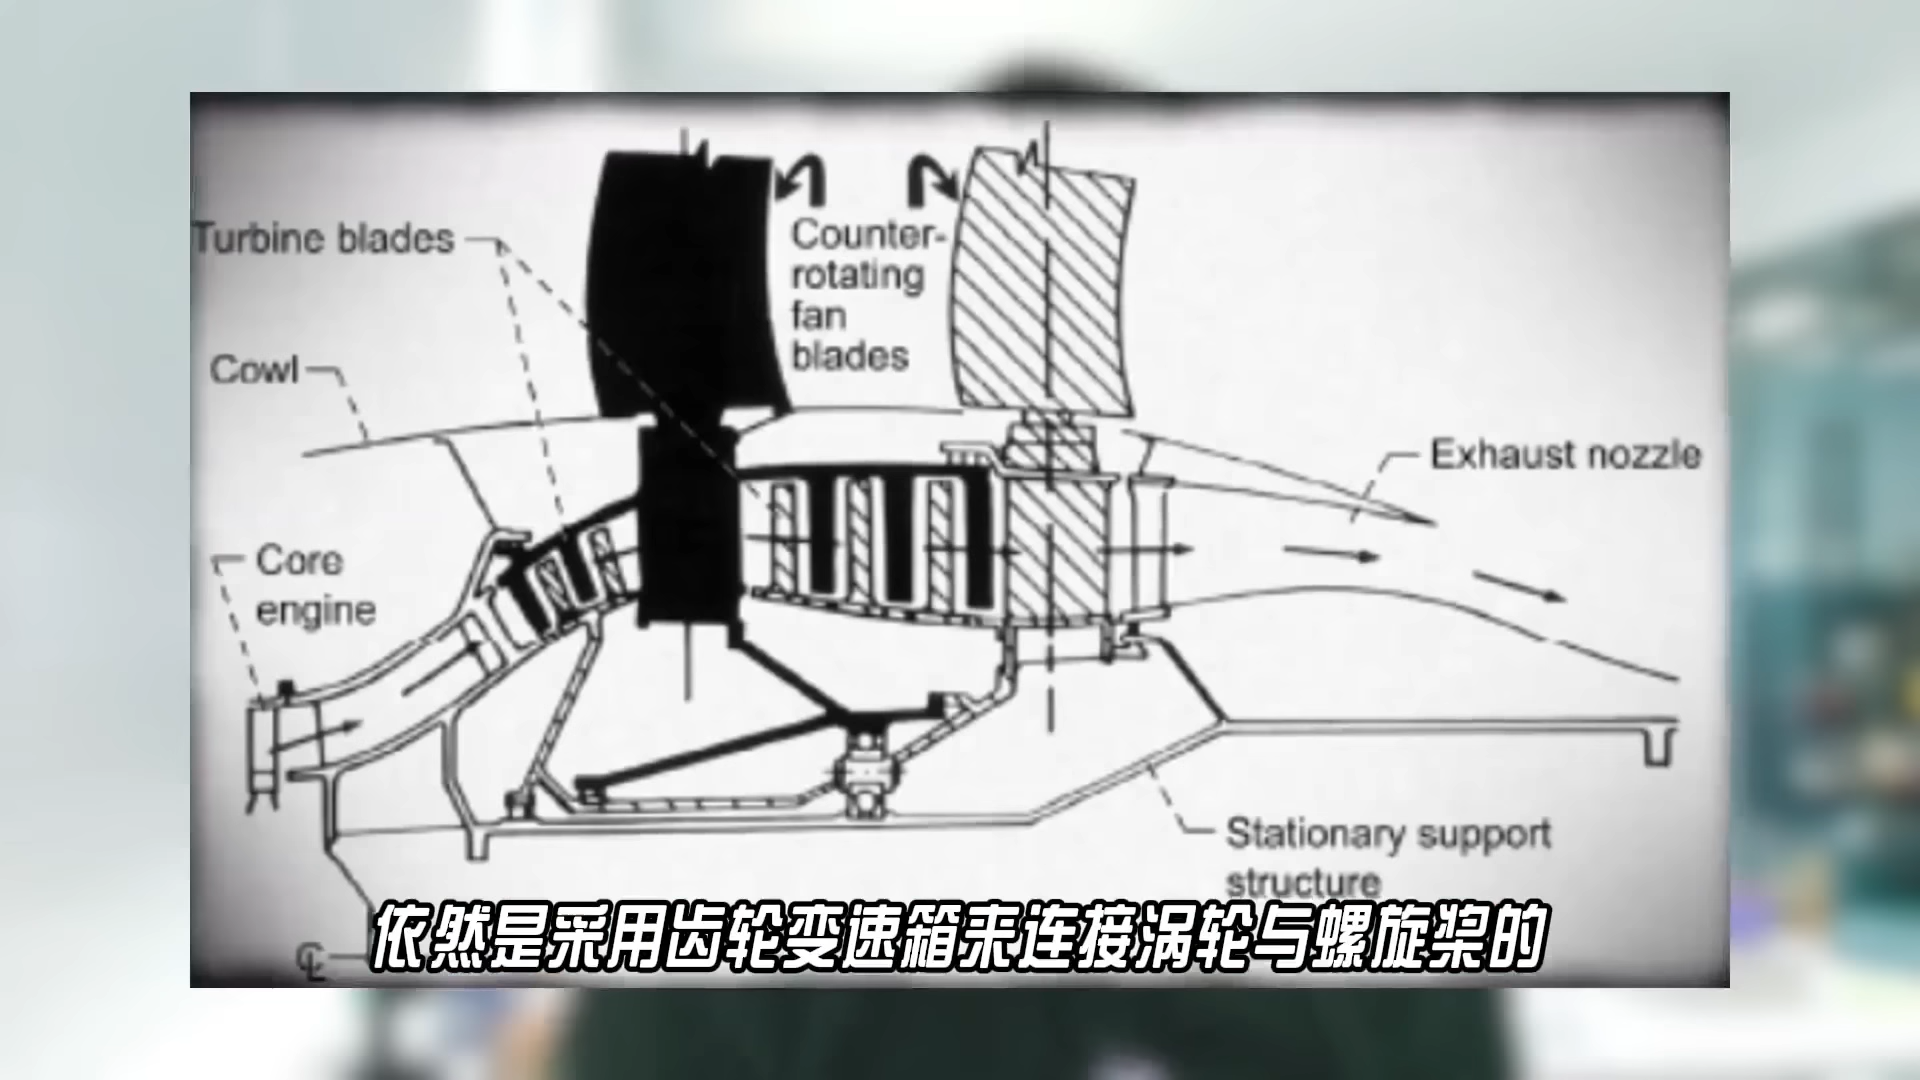 Turbine blades
Counter-
rotating
fan
blades
Cowl
Exhaust nozzle
Core
engine
Stationary support
structure
依然是采用齿轮变速箱来连接涡轮与螺旋桨的
℄